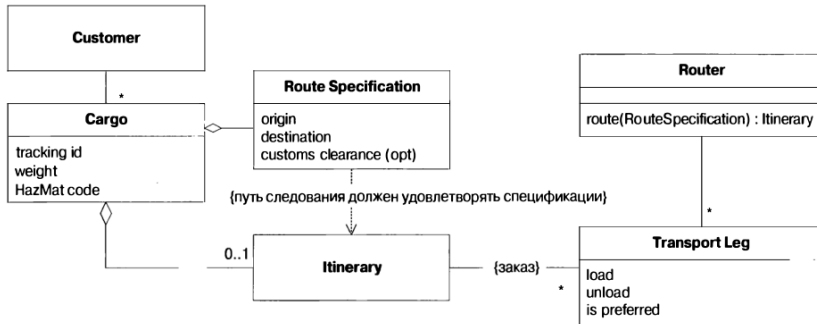 Customer
*
Cargo
tracking id
weight
HazMat code
Route Specification
origin
destination
customs clearance (opt)
Router
route(RouteSpecification) : Itinerary
{путь следования должен удовлетворять спецификации}
*
0..1
Itinerary
{заказ}
*
Transport Leg
load
unload
is preferred